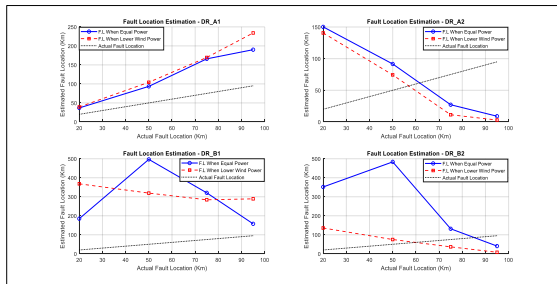 Fault Location Estimation - DR_A1
Estimated Fault Location (Km)
250
200
150
100
50
0
20 30 40 50 60 70 80 90 100
Actual Fault Location (Km)
F.L When Equal Power
F.L When Lower Wind Power
Actual Fault Location
Fault Location Estimation - DR_A2
Estimated Fault Location (Km)
150
100
50
0
20 30 40 50 60 70 80 90 100
Actual Fault Location (Km)
F.L When Equal Power
F.L When Lower Wind Power
Actual Fault Location
Fault Location Estimation - DR_B1
Estimated Fault Location (Km)
500
400
300
200
100
0
20 30 40 50 60 70 80 90 100
Actual Fault Location (Km)
F.L When Equal Power
F.L When Lower Wind Power
Actual Fault Location
Fault Location Estimation - DR_B2
Estimated Fault Location (Km)
500
400
300
200
100
0
20 30 40 50 60 70 80 90 100
Actual Fault Location (Km)
F.L When Equal Power
F.L When Lower Wind Power
Actual Fault Location